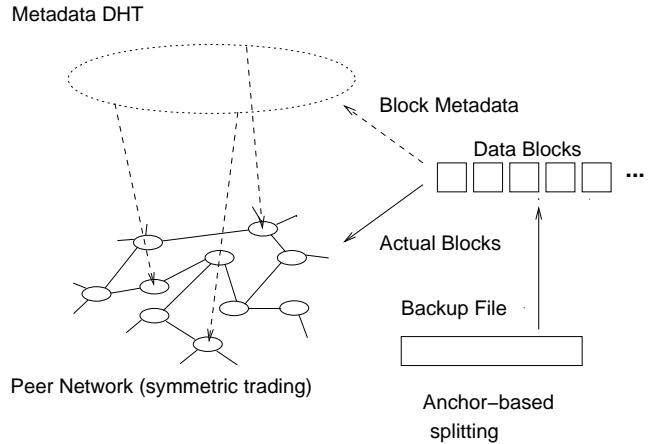 Metadata DHT
Block Metadata
Data Blocks
...
Actual Blocks
Backup File
Peer Network (symmetric trading)
Anchor−based
splitting